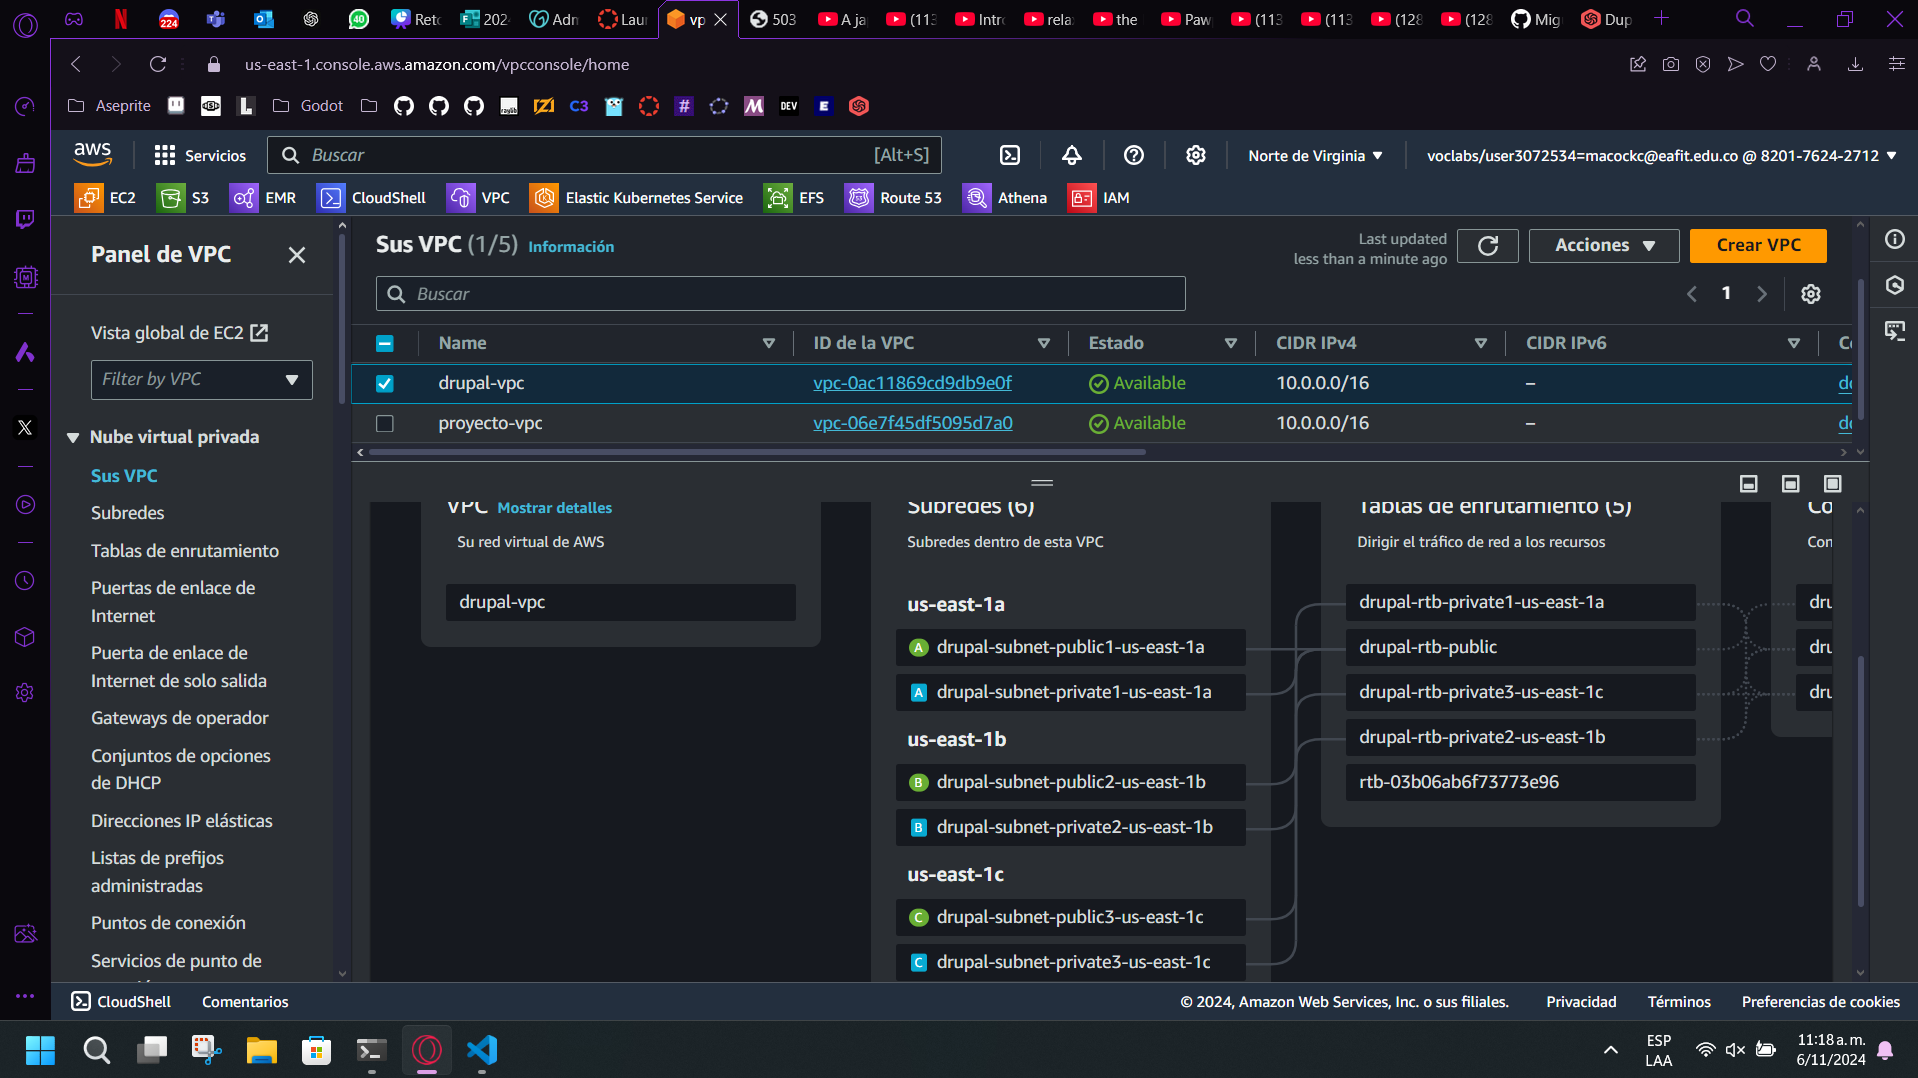 224
40
Reto
2024
Adm
Laun
vp
503
A ja
(113
Intro
rela
the
Paw
(113
(113
(128
(128
Mig
Dup
us-east-1.console.aws.amazon.com/vpcconsole/home
Aseprite
Godot
raylib
C3
#
M
DEV
E
aws
Servicios
Buscar
[Alt+S]
Norte de Virginia
voclabs/user3072534=macockc@eafit.edu.co @ 8201-7624-2712
EC2
S3
EMR
CloudShell
VPC
Elastic Kubernetes Service
EFS
Route 53
Athena
IAM
Panel de VPC
Vista global de EC2
Filter by VPC
Nube virtual privada
Sus VPC
Subredes
Tablas de enrutamiento
Puertas de enlace de
Internet
Puerta de enlace de
Internet de solo salida
Gateways de operador
Conjuntos de opciones
de DHCP
Direcciones IP elásticas
Listas de prefijos
administradas
Puntos de conexión
Servicios de punto de
Sus VPC (1/5) Información
Last updated
less than a minute ago
Acciones
Crear VPC
Buscar
1
Name
ID de la VPC
Estado
CIDR IPv4
CIDR IPv6
drupal-vpc
vpc-0ac11869cd9db9e0f
Available
10.0.0.0/16
–
proyecto-vpc
vpc-06e7f45df5095d7a0
Available
10.0.0.0/16
–
VPC Mostrar detalles
Su red virtual de AWS
drupal-vpc
Subredes (6)
Subredes dentro de esta VPC
us-east-1a
A drupal-subnet-public1-us-east-1a
A drupal-subnet-private1-us-east-1a
us-east-1b
B drupal-subnet-public2-us-east-1b
B drupal-subnet-private2-us-east-1b
us-east-1c
C drupal-subnet-public3-us-east-1c
C drupal-subnet-private3-us-east-1c
Tablas de enrutamiento (5)
Dirigir el tráfico de red a los recursos
drupal-rtb-private1-us-east-1a
drupal-rtb-public
drupal-rtb-private3-us-east-1c
drupal-rtb-private2-us-east-1b
rtb-03b06ab6f73773e96
Co
Con
dru
dru
dru
CloudShell
Comentarios
© 2024, Amazon Web Services, Inc. o sus filiales.
Privacidad
Términos
Preferencias de cookies
ESP
LAA
11:18 a. m.
6/11/2024